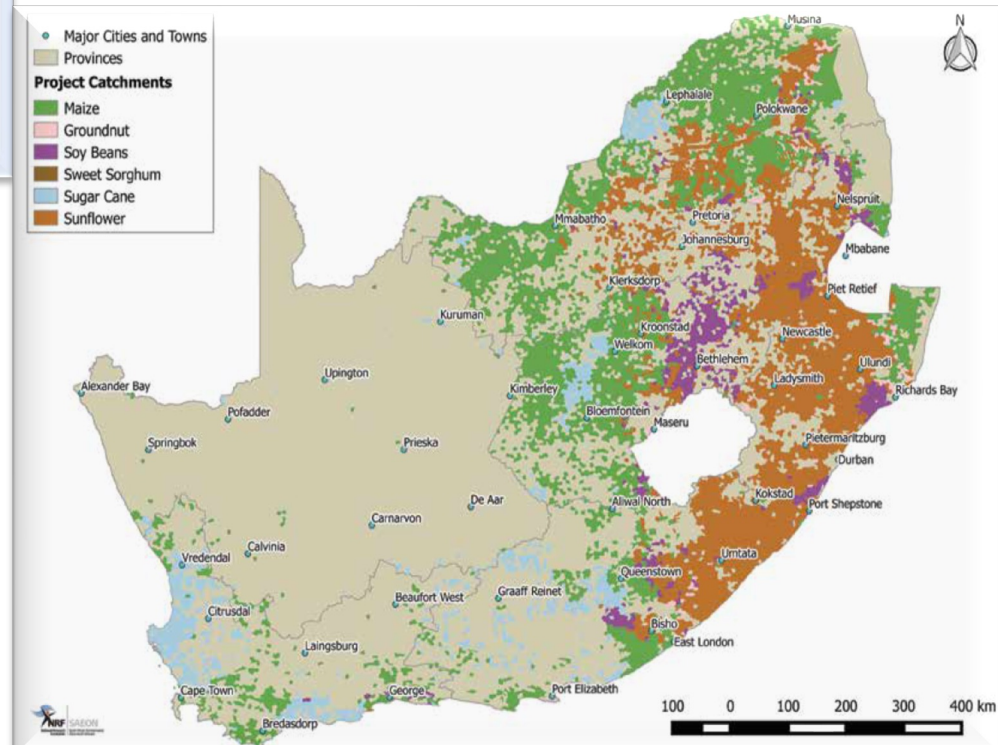 Major Cities and Towns
Provinces
Project Catchments
Maize
Groundnut
Soy Beans
Sweet Sorghum
Sugar Cane
Sunflower
N
Musina
Lephalale
Polokwane
Nelspruit
Mmabatho
Pretoria
Johannesburg
Mbabane
Klerksdorp
Piet Retief
Kuruman
Kroonstad
Newcastle
Welkom
Bethlehem
Ulundi
Upington
Ladysmith
Alexander Bay
Kimberley
Richards Bay
Pofadder
Bloemfontein
Maseru
Springbok
Prieska
Pietermaritzburg
Durban
De Aar
Aliwal North
Kokstad
Port Shepstone
Carnarvon
Calvinia
Umtata
Vredendal
Queenstown
Beaufort West
Graaff Reinet
Citrusdal
Bisho
East London
Laingsburg
Cape Town
George
Port Elizabeth
Bredasdorp
100 0 100 200 300 400 km
NRF SAEON